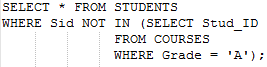 SELECT * FROM STUDENTS
WHERE Sid NOT IN (SELECT Stud_ID
FROM COURSES
WHERE Grade = 'A');